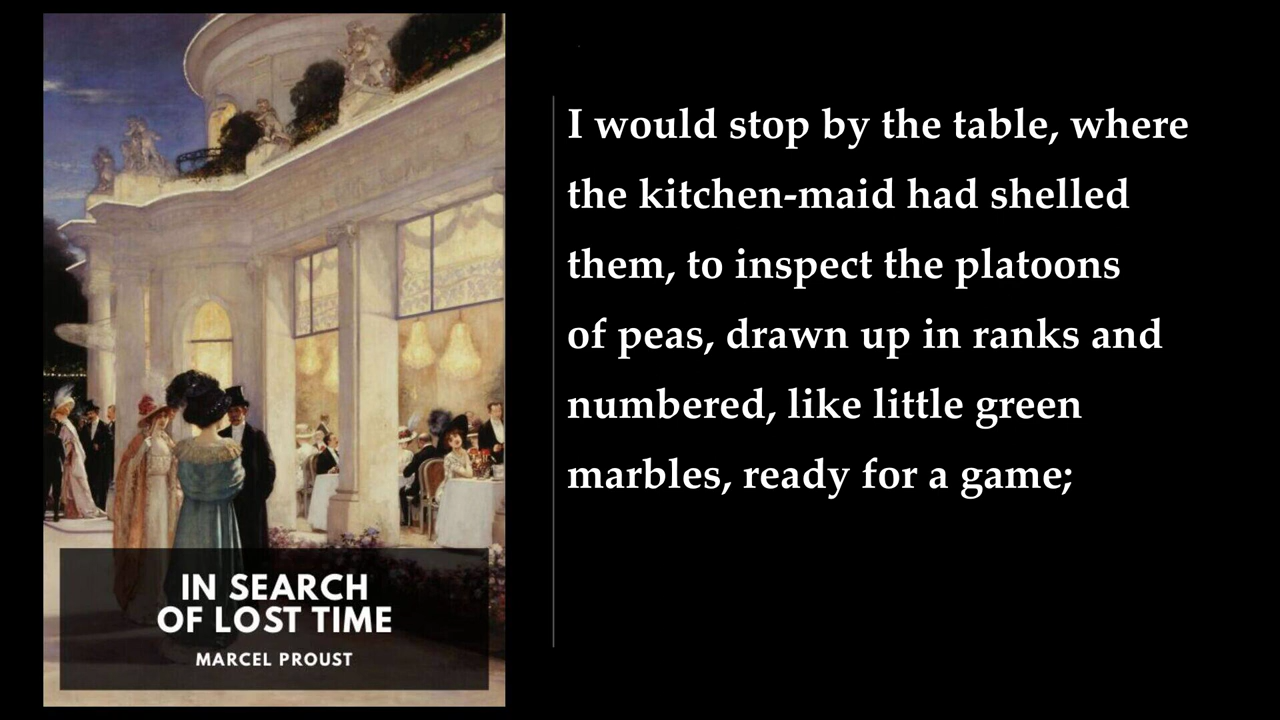 I would stop by the table, where
the kitchen-maid had shelled
them, to inspect the platoons
of peas, drawn up in ranks and
numbered, like little green
marbles, ready for a game;
IN SEARCH
OF LOST TIME
MARCEL PROUST